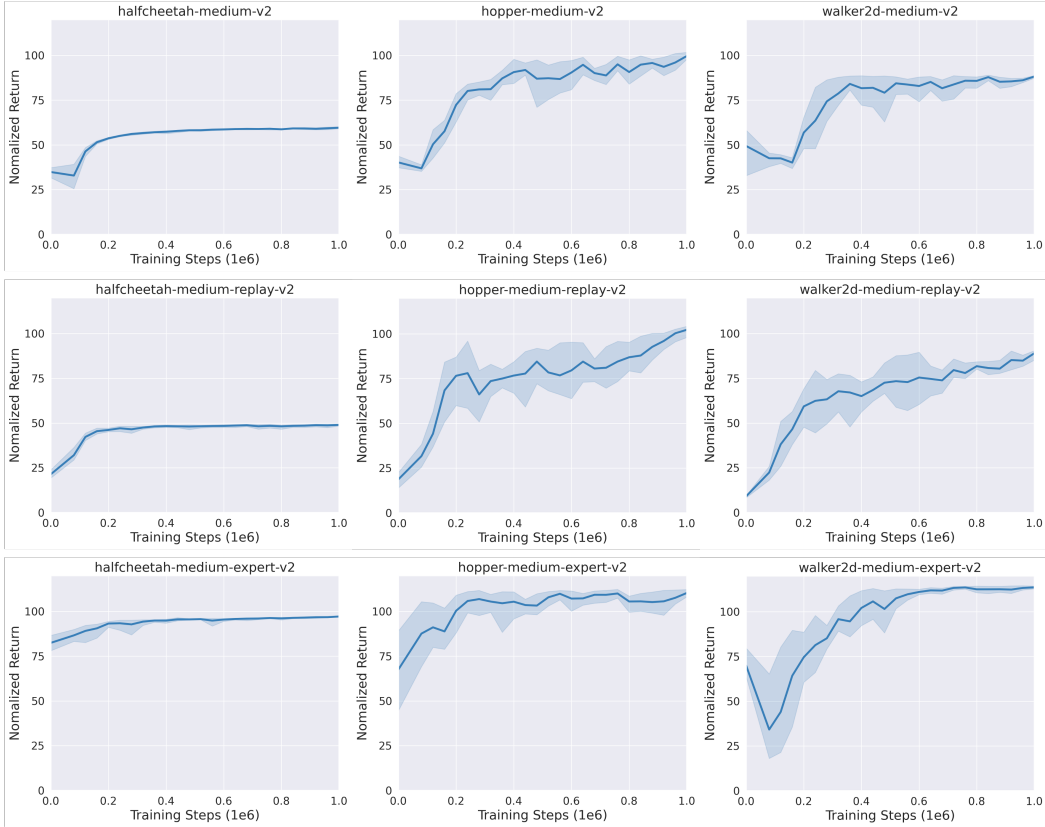 halfcheetah-medium-v2
hopper-medium-v2
walker2d-medium-v2
Nomalized Return
Nomalized Return
Nomalized Return
100
75
50
25
0
100
75
50
25
0
100
75
50
25
0
0.0 0.2 0.4 0.6 0.8 1.0
0.0 0.2 0.4 0.6 0.8 1.0
0.0 0.2 0.4 0.6 0.8 1.0
Training Steps (1e6)
Training Steps (1e6)
Training Steps (1e6)
halfcheetah-medium-replay-v2
hopper-medium-replay-v2
walker2d-medium-replay-v2
Nomalized Return
Nomalized Return
Nomalized Return
100
75
50
25
0
100
75
50
25
0
100
75
50
25
0
0.0 0.2 0.4 0.6 0.8 1.0
0.0 0.2 0.4 0.6 0.8 1.0
0.0 0.2 0.4 0.6 0.8 1.0
Training Steps (1e6)
Training Steps (1e6)
Training Steps (1e6)
halfcheetah-medium-expert-v2
hopper-medium-expert-v2
walker2d-medium-expert-v2
Nomalized Return
Nomalized Return
Nomalized Return
100
75
50
25
0
100
75
50
25
0
100
75
50
25
0
0.0 0.2 0.4 0.6 0.8 1.0
0.0 0.2 0.4 0.6 0.8 1.0
0.0 0.2 0.4 0.6 0.8 1.0
Training Steps (1e6)
Training Steps (1e6)
Training Steps (1e6)